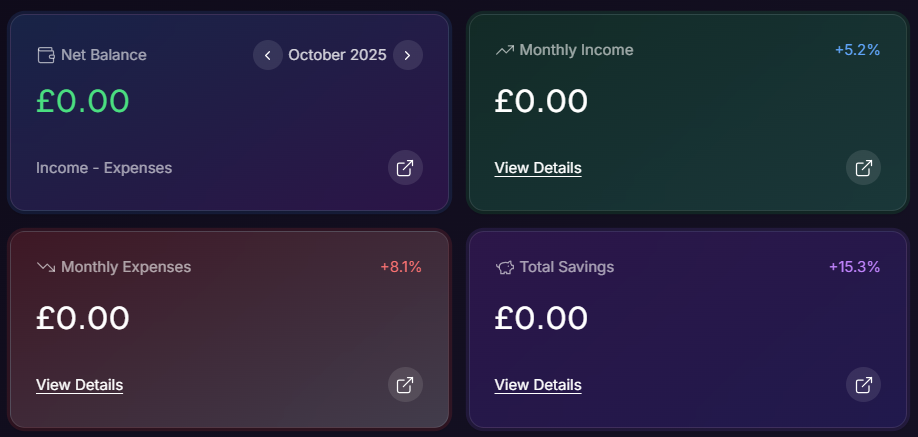 Net Balance
October 2025
£0.00
Income - Expenses
Monthly Income
+5.2%
£0.00
View Details
Monthly Expenses
+8.1%
£0.00
View Details
Total Savings
+15.3%
£0.00
View Details